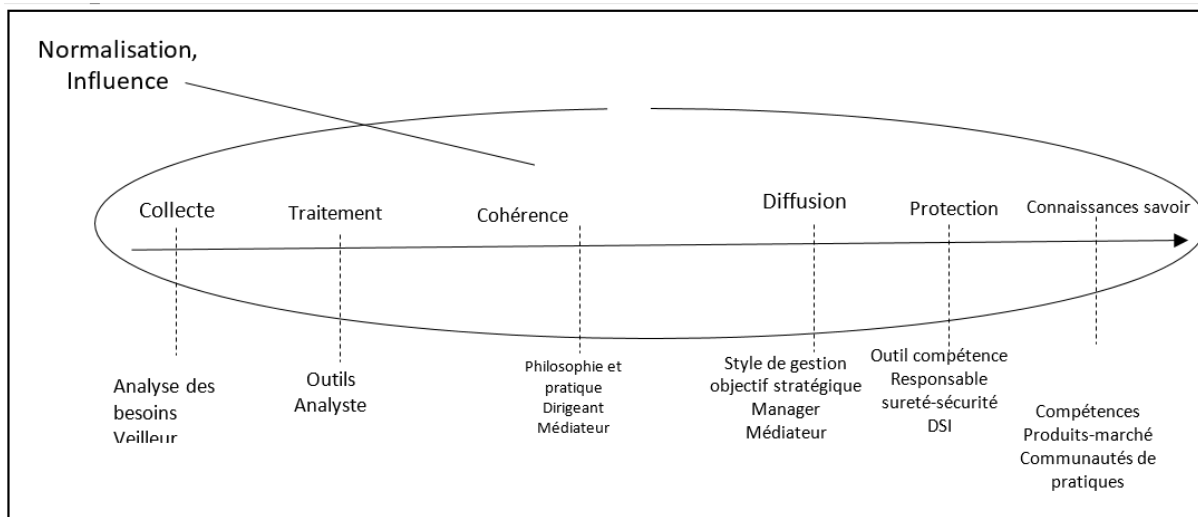 Normalisation,
Influence
Collecte
Traitement
Cohérence
Diffusion
Protection
Connaissances savoir
Analyse des
besoins
Veilleur
Outils
Analyste
Philosophie et
pratique
Dirigeant
Médiateur
Style de gestion
objectif stratégique
Manager
Médiateur
Outil compétence
Responsable
sureté-sécurité
DSI
Compétences
Produits-marché
Communautés de
pratiques